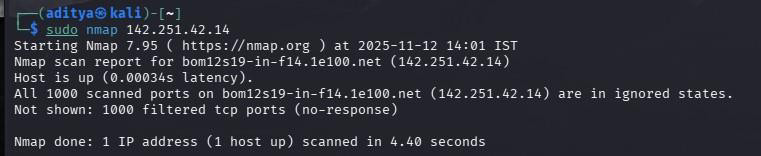 ┌──(aditya㉿kali)-[~]
└─$ sudo nmap 142.251.42.14
Starting Nmap 7.95 ( https://nmap.org ) at 2025-11-12 14:01 IST
Nmap scan report for bom12s19-in-f14.1e100.net (142.251.42.14)
Host is up (0.00034s latency).
All 1000 scanned ports on bom12s19-in-f14.1e100.net (142.251.42.14) are in ignored states.
Not shown: 1000 filtered tcp ports (no-response)
Nmap done: 1 IP address (1 host up) scanned in 4.40 seconds